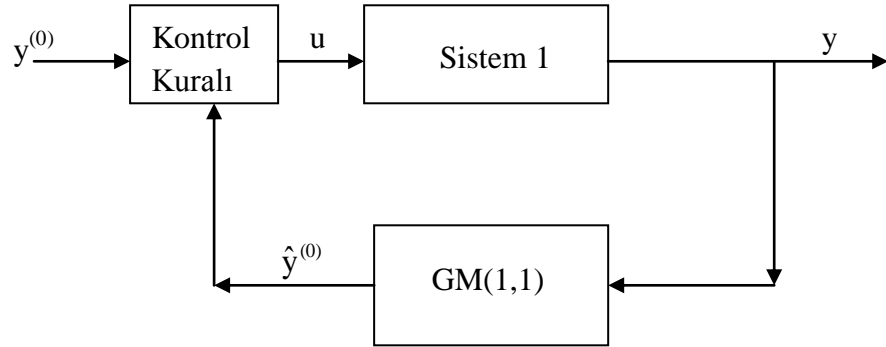 y⁽⁰⁾
Kontrol
Kuralı
u
Sistem 1
y
ŷ⁽⁰⁾
GM(1,1)